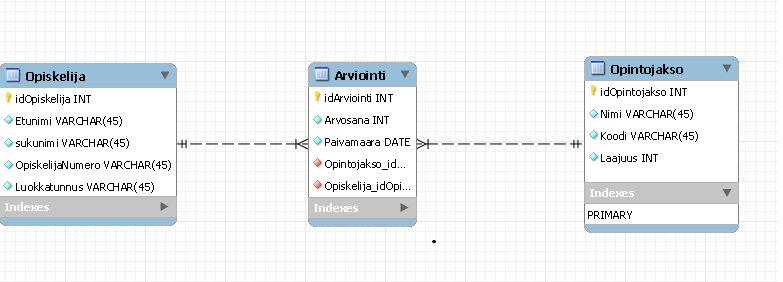 Opiskelija
idOpiskelija INT
Etunimi VARCHAR(45)
sukunimi VARCHAR(45)
OpiskelijaNumero VARCHAR(45)
Luokkatunnus VARCHAR(45)
Indexes
Arviointi
idArviointi INT
Arvosana INT
Paivamaara DATE
Opintojakso_id...
Opiskelija_idOpi...
Indexes
Opintojakso
idOpintojakso INT
Nimi VARCHAR(45)
Koodi VARCHAR(45)
Laajuus INT
Indexes
PRIMARY